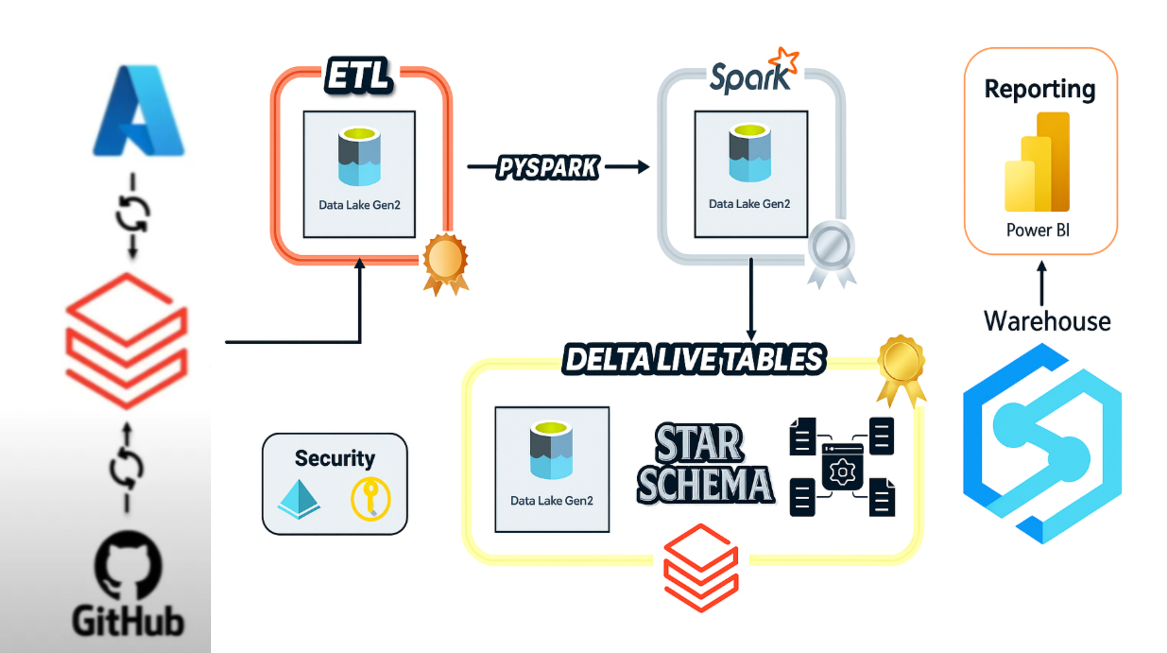 ETL
Data Lake Gen2
PYSPARK
Spark
Data Lake Gen2
Reporting
Power BI
Warehouse
DELTA LIVE TABLES
Data Lake Gen2
STAR
SCHEMA
Security
GitHub